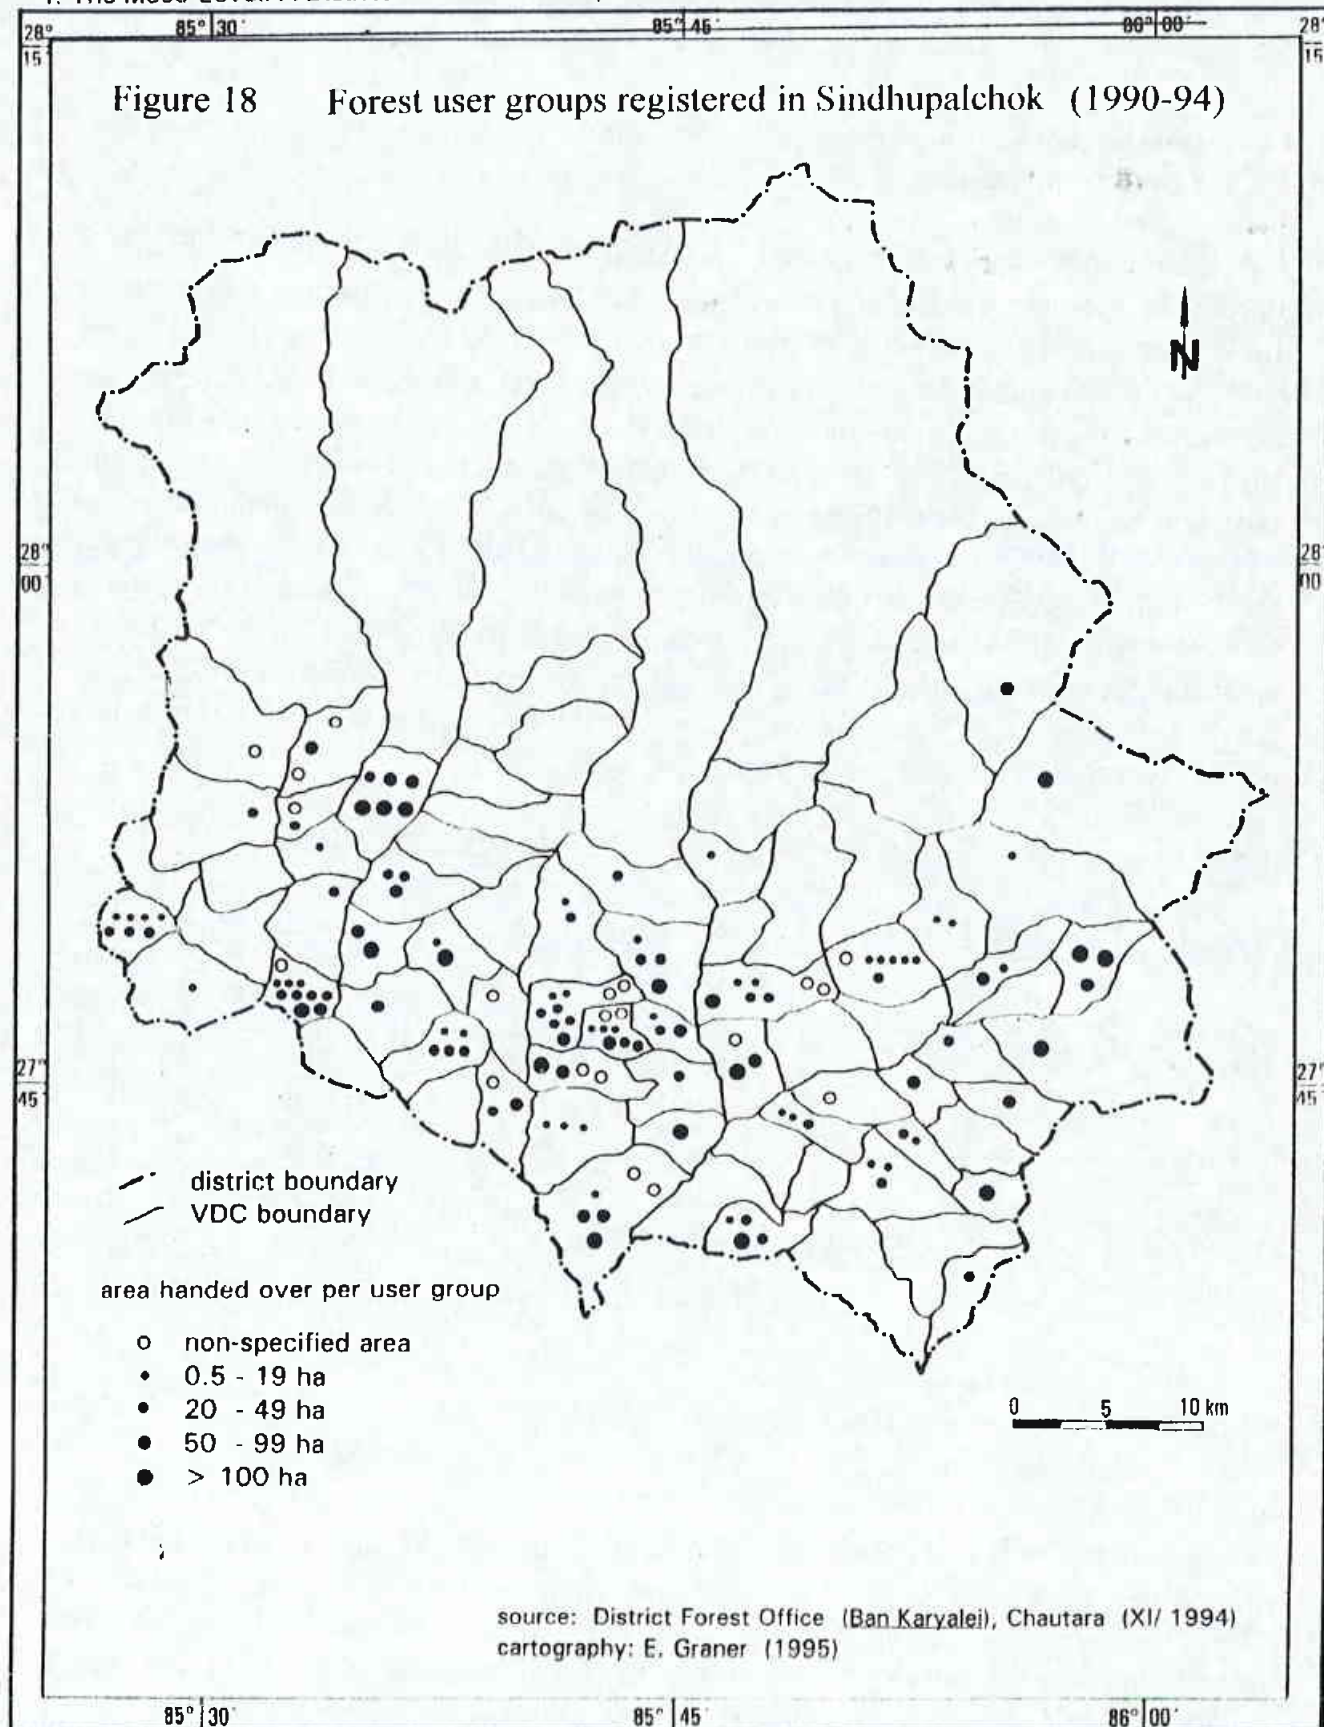 85° 30' 85° 45' 86° 00'
28° 15' 28° 15'
Figure 18 Forest user groups registered in Sindhupalchok (1990-94)
N
28° 00' 28° 00'
27° 45' 27° 45'
district boundary
VDC boundary
area handed over per user group
non-specified area
0.5 - 19 ha
20 - 49 ha
50 - 99 ha
> 100 ha
0 5 10 km
source: District Forest Office (Ban Karyalei), Chautara (XI/ 1994)
cartography: E. Graner (1995)
85° 30' 85° 45' 86° 00'